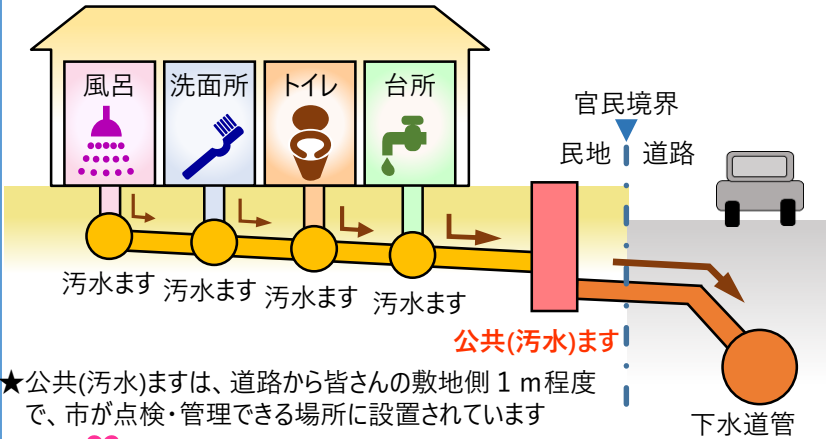 風呂
洗面所
トイレ
台所
官民境界
民地
道路
汚水ます
汚水ます
汚水ます
汚水ます
公共(汚水)ます
★公共(汚水)ますは、道路から皆さんの敷地側１ｍ程度
で、市が点検・管理できる場所に設置されています
下水道管